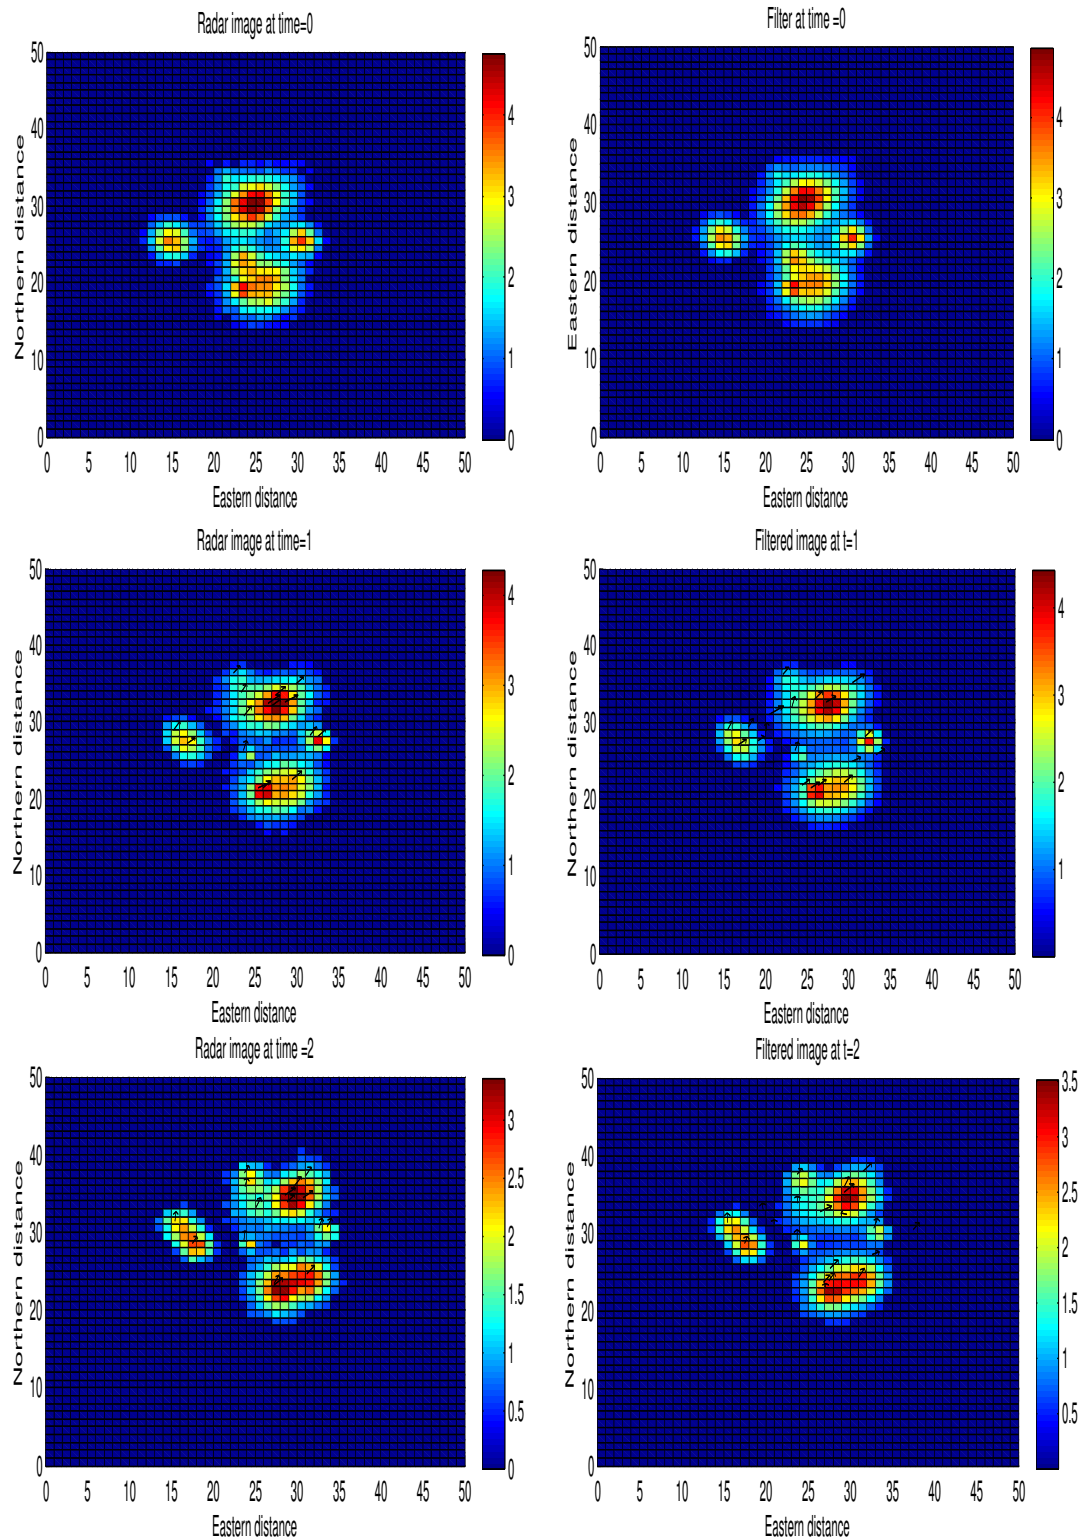 Radar image at time=0
Filter at time =0
50
40
30
20
10
0
Northern distance
0 5 10 15 20 25 30 35 40 45 50
Eastern distance
4
3
2
1
0
50
40
30
20
10
0
Eastern distance
0 5 10 15 20 25 30 35 40 45 50
Eastern distance
4
3
2
1
0
Radar image at time=1
Filtered image at t=1
50
40
30
20
10
0
Northern distance
0 5 10 15 20 25 30 35 40 45 50
Eastern distance
4
3
2
1
0
50
40
30
20
10
0
Northern distance
0 5 10 15 20 25 30 35 40 45 50
Eastern distance
4
3
2
1
Radar image at time =2
Filtered image at t=2
50
40
30
20
10
0
Northern distance
0 5 10 15 20 25 30 35 40 45 50
Eastern distance
3
2.5
2
1.5
1
0.5
0
50
40
30
20
10
0
Northern distance
0 5 10 15 20 25 30 35 40 45 50
Eastern distance
3.5
3
2.5
2
1.5
1
0.5